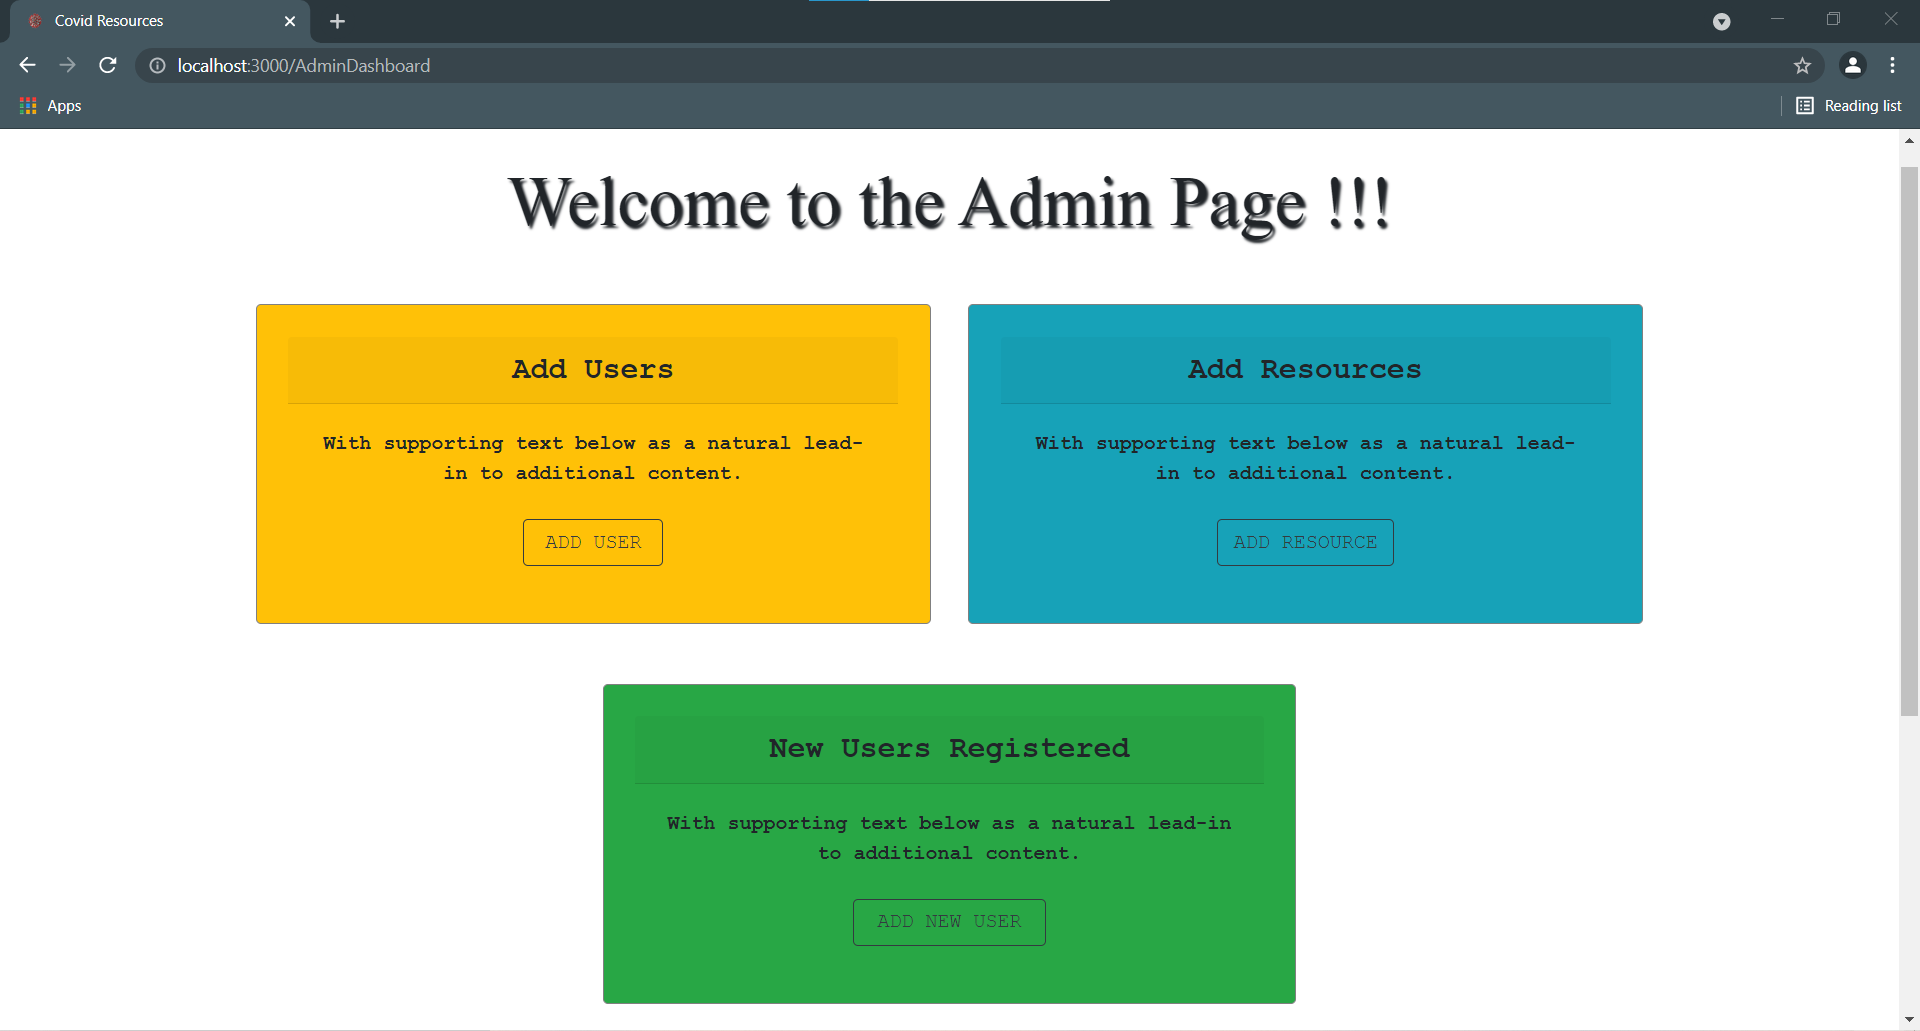 Covid Resources
localhost:3000/AdminDashboard
Apps
Reading list
Welcome to the Admin Page !!!
Add Users
With supporting text below as a natural lead-
in to additional content.
ADD USER
Add Resources
With supporting text below as a natural lead-
in to additional content.
ADD RESOURCE
New Users Registered
With supporting text below as a natural lead-in
to additional content.
ADD NEW USER